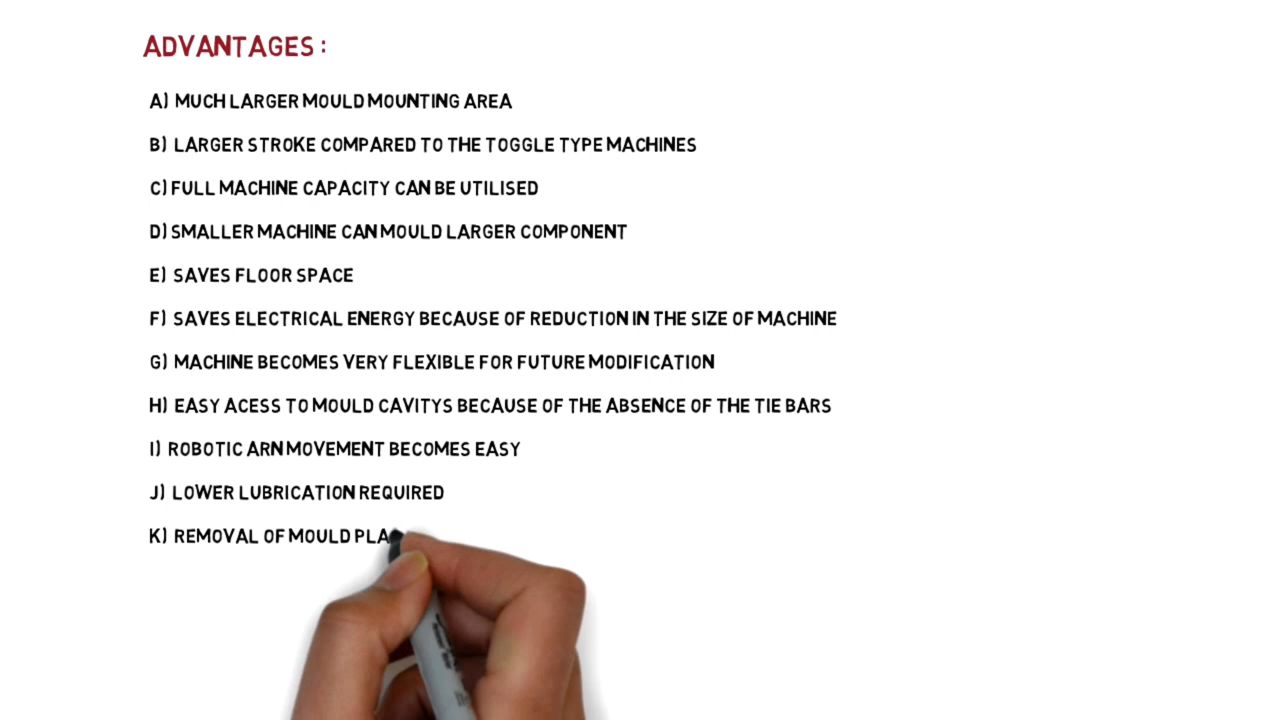 ADVANTAGES :
A) MUCH LARGER MOULD MOUNTING AREA
B) LARGER STROKE COMPARED TO THE TOGGLE TYPE MACHINES
C) FULL MACHINE CAPACITY CAN BE UTILISED
D) SMALLER MACHINE CAN MOULD LARGER COMPONENT
E) SAVES FLOOR SPACE
F) SAVES ELECTRICAL ENERGY BECAUSE OF REDUCTION IN THE SIZE OF MACHINE
G) MACHINE BECOMES VERY FLEXIBLE FOR FUTURE MODIFICATION
H) EASY ACESS TO MOULD CAVITYS BECAUSE OF THE ABSENCE OF THE TIE BARS
I) ROBOTIC ARN MOVEMENT BECOMES EASY
J) LOWER LUBRICATION REQUIRED
K) REMOVAL OF MOULD PLA